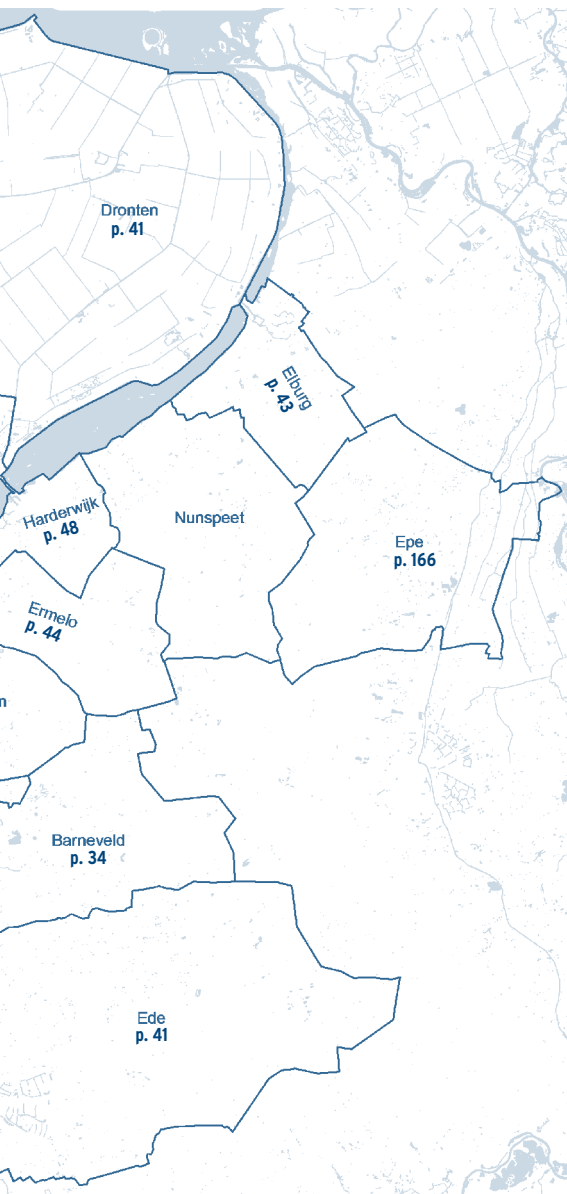 Dronten
p. 41
Elburg
p. 43
Harderwijk
p. 48
Nunspeet
Epe
p. 166
Ermelo
p. 44
n
Barneveld
p. 34
Ede
p. 41